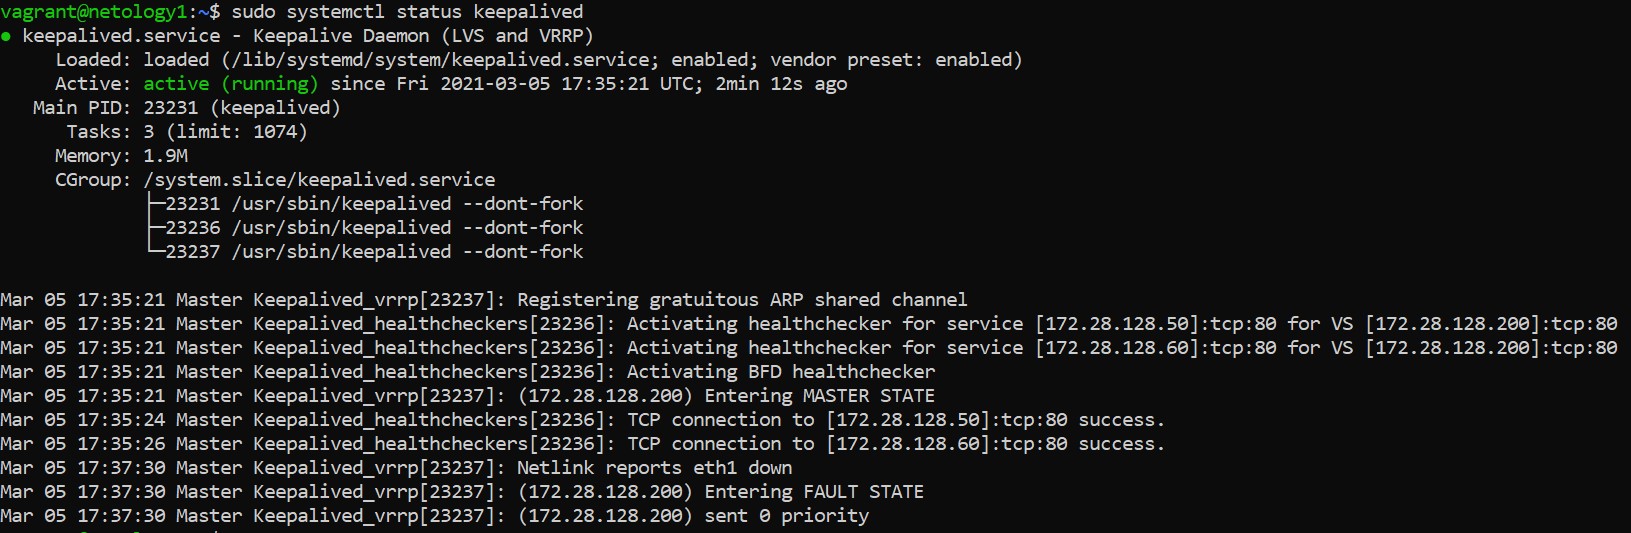 vagrant@netology1:~$ sudo systemctl status keepalived
● keepalived.service - Keepalive Daemon (LVS and VRRP)
Loaded: loaded (/lib/systemd/system/keepalived.service; enabled; vendor preset: enabled)
Active: active (running) since Fri 2021-03-05 17:35:21 UTC; 2min 12s ago
Main PID: 23231 (keepalived)
Tasks: 3 (limit: 1074)
Memory: 1.9M
CGroup: /system.slice/keepalived.service
├─23231 /usr/sbin/keepalived --dont-fork
├─23236 /usr/sbin/keepalived --dont-fork
└─23237 /usr/sbin/keepalived --dont-fork
Mar 05 17:35:21 Master Keepalived_vrrp[23237]: Registering gratuitous ARP shared channel
Mar 05 17:35:21 Master Keepalived_healthcheckers[23236]: Activating healthchecker for service [172.28.128.50]:tcp:80 for VS [172.28.128.200]:tcp:80
Mar 05 17:35:21 Master Keepalived_healthcheckers[23236]: Activating healthchecker for service [172.28.128.60]:tcp:80 for VS [172.28.128.200]:tcp:80
Mar 05 17:35:21 Master Keepalived_healthcheckers[23236]: Activating BFD healthchecker
Mar 05 17:35:21 Master Keepalived_vrrp[23237]: (172.28.128.200) Entering MASTER STATE
Mar 05 17:35:24 Master Keepalived_healthcheckers[23236]: TCP connection to [172.28.128.50]:tcp:80 success.
Mar 05 17:35:26 Master Keepalived_healthcheckers[23236]: TCP connection to [172.28.128.60]:tcp:80 success.
Mar 05 17:37:30 Master Keepalived_vrrp[23237]: Netlink reports eth1 down
Mar 05 17:37:30 Master Keepalived_vrrp[23237]: (172.28.128.200) Entering FAULT STATE
Mar 05 17:37:30 Master Keepalived_vrrp[23237]: (172.28.128.200) sent 0 priority